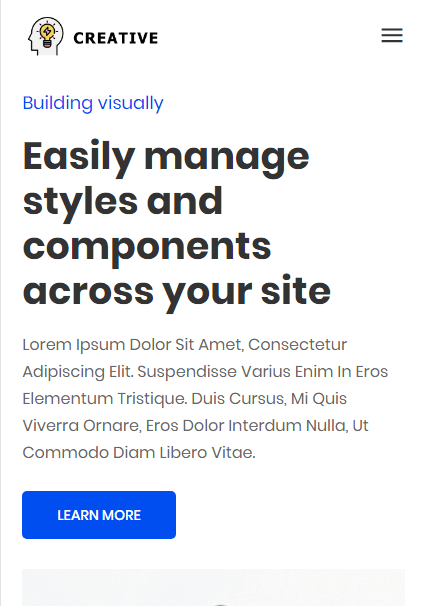 CREATIVE
Building visually
Easily manage
styles and
components
across your site
Lorem Ipsum Dolor Sit Amet, Consectetur
Adipiscing Elit. Suspendisse Varius Enim In Eros
Elementum Tristique. Duis Cursus, Mi Quis
Viverra Ornare, Eros Dolor Interdum Nulla, Ut
Commodo Diam Libero Vitae.
LEARN MORE